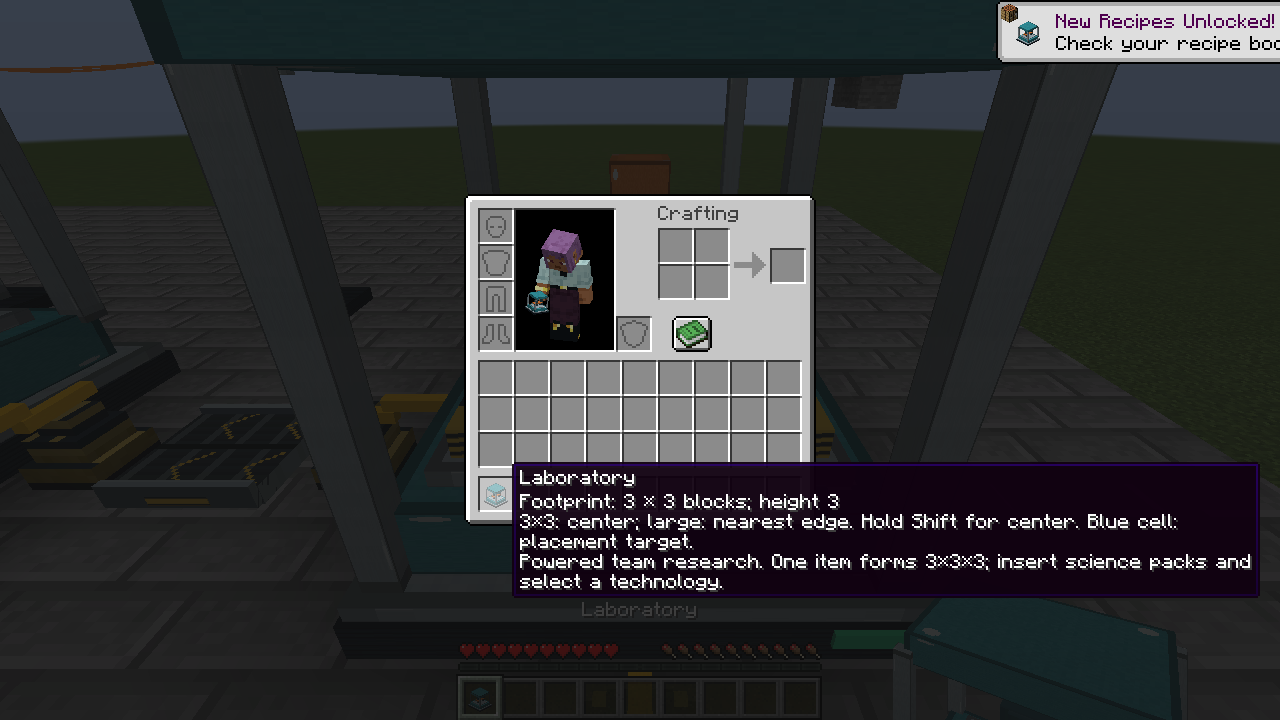 New Recipes Unlocked!
Check your recipe boo
Crafting
Laboratory
Footprint: 3 × 3 blocks; height 3
3×3: center; large: nearest edge. Hold Shift for center. Blue cell:
placement target.
Powered team research. One item forms 3×3×3; insert science packs and
select a technology.
Laboratory